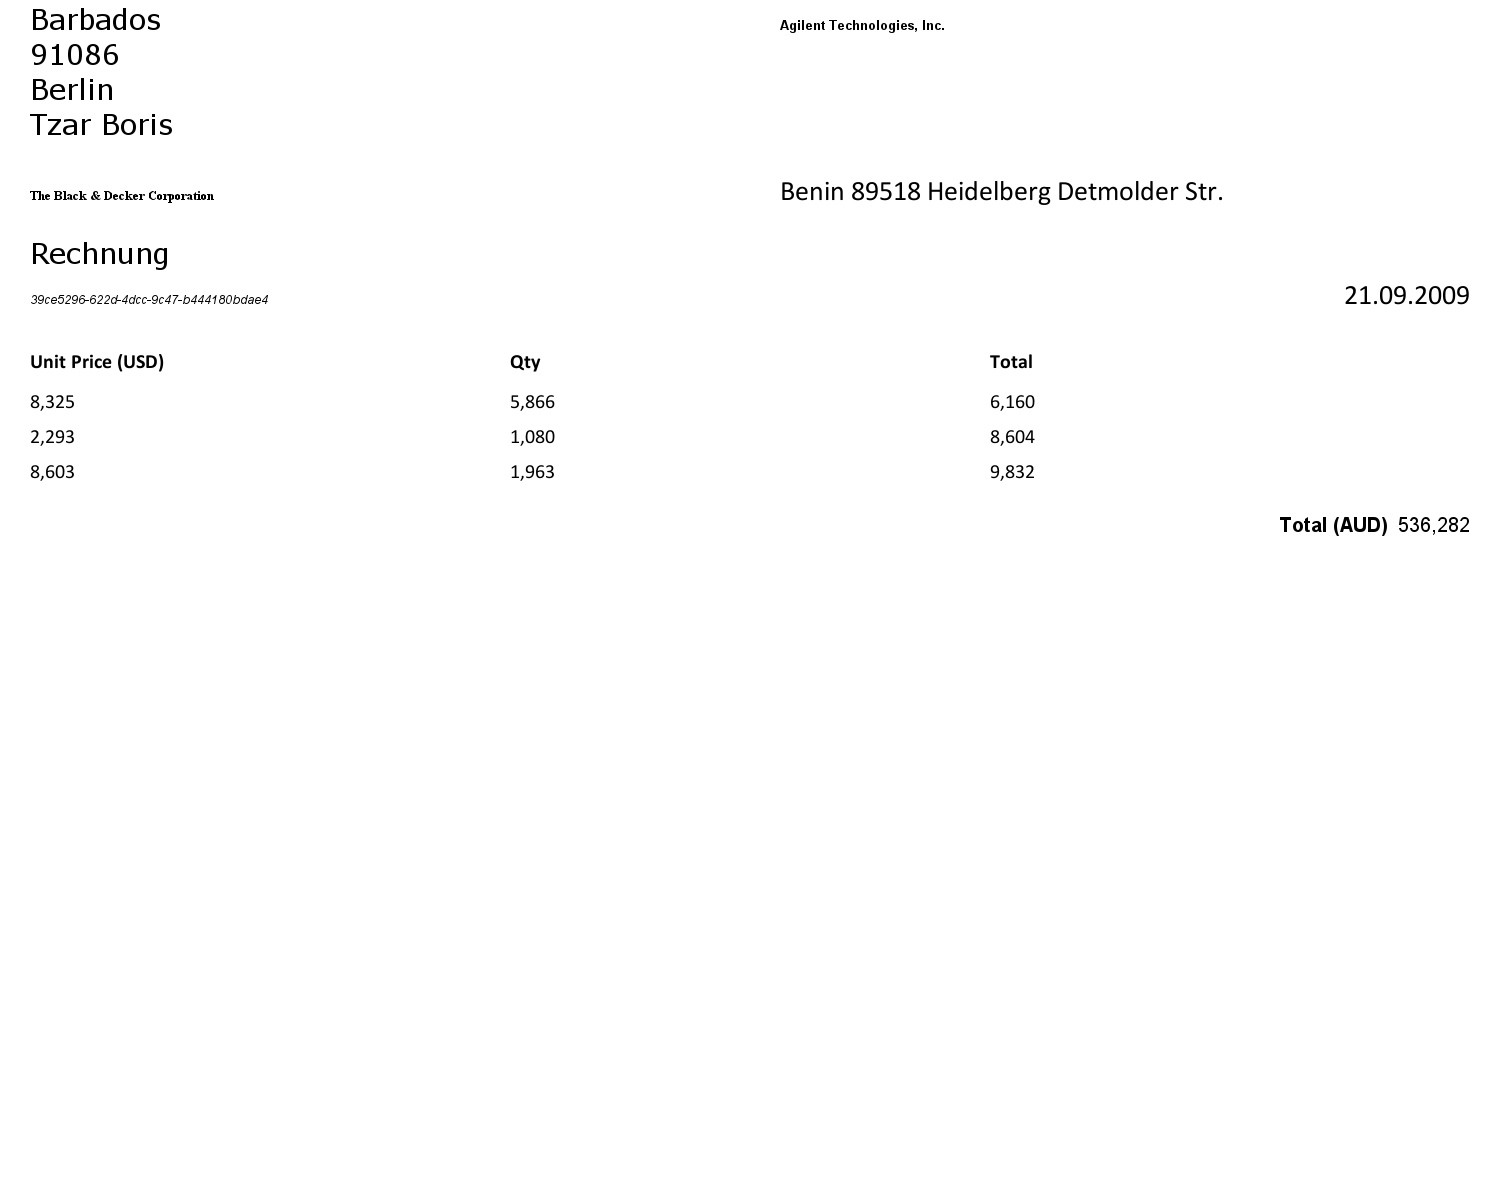 Barbados
91086
Berlin
Tzar Boris
Agilent Technologies, Inc.
The Black & Decker Corporation
Benin 89518 Heidelberg Detmolder Str.
Rechnung
39ce5296-622d-4dcc-9c47-b444180bdae4
21.09.2009
Unit Price (USD) Qty Total
8,325 5,866 6,160
2,293 1,080 8,604
8,603 1,963 9,832
Total (AUD) 536,282